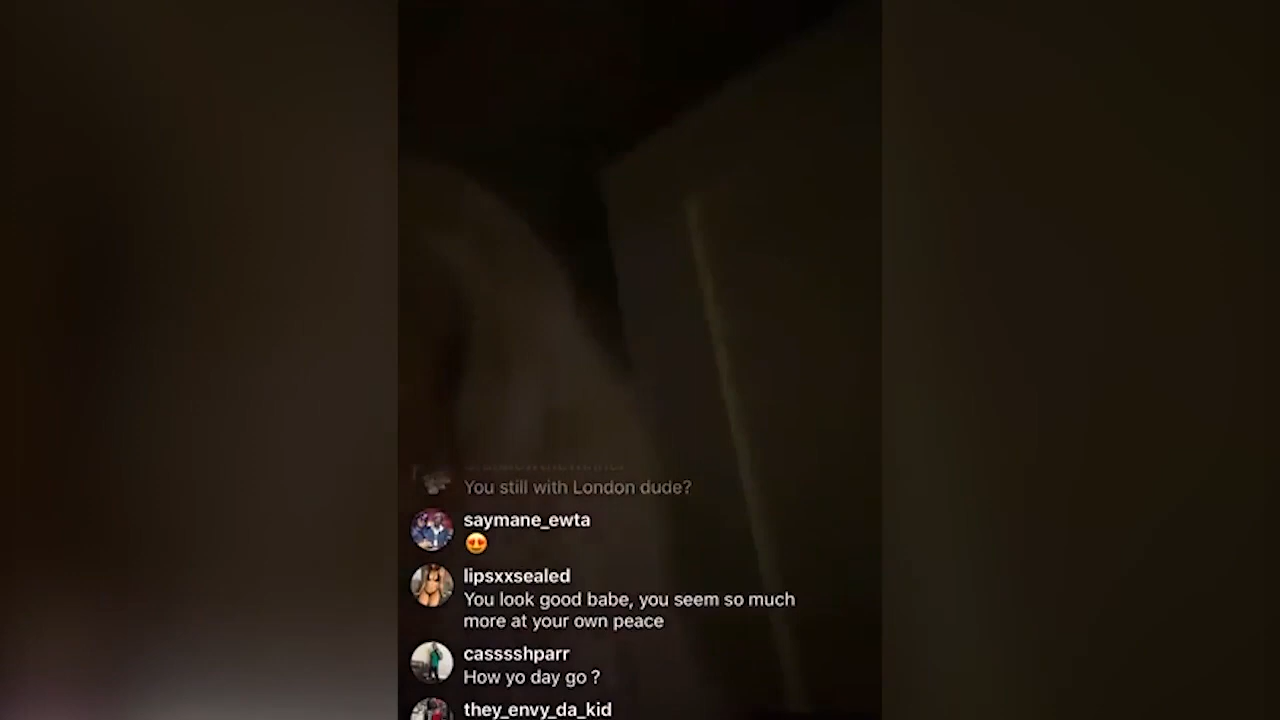 You still with London dude?
saymane_ewta
😍
lipsxxsealed
You look good babe, you seem so much
more at your own peace
casssshparr
How yo day go ?
they_envy_da_kid